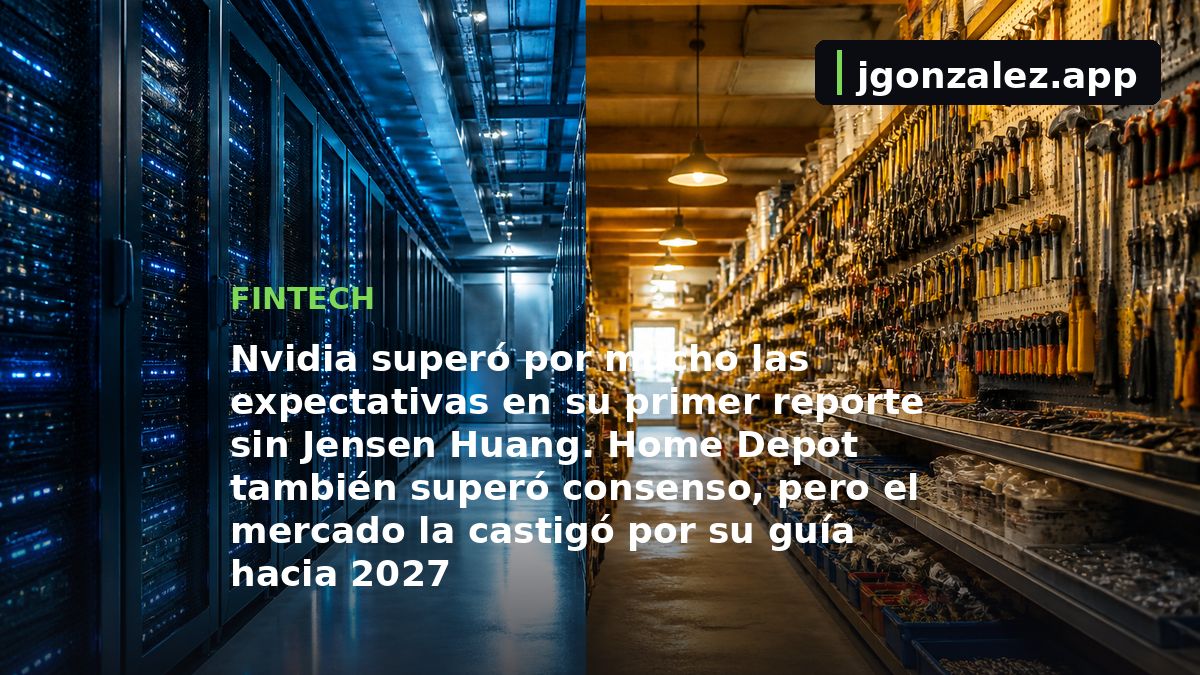 jgonzalez.app
FINTECH
Nvidia superó por mucho las
expectativas en su primer reporte
sin Jensen Huang. Home Depot
también superó consenso, pero el
mercado la castigó por su guía
hacia 2027